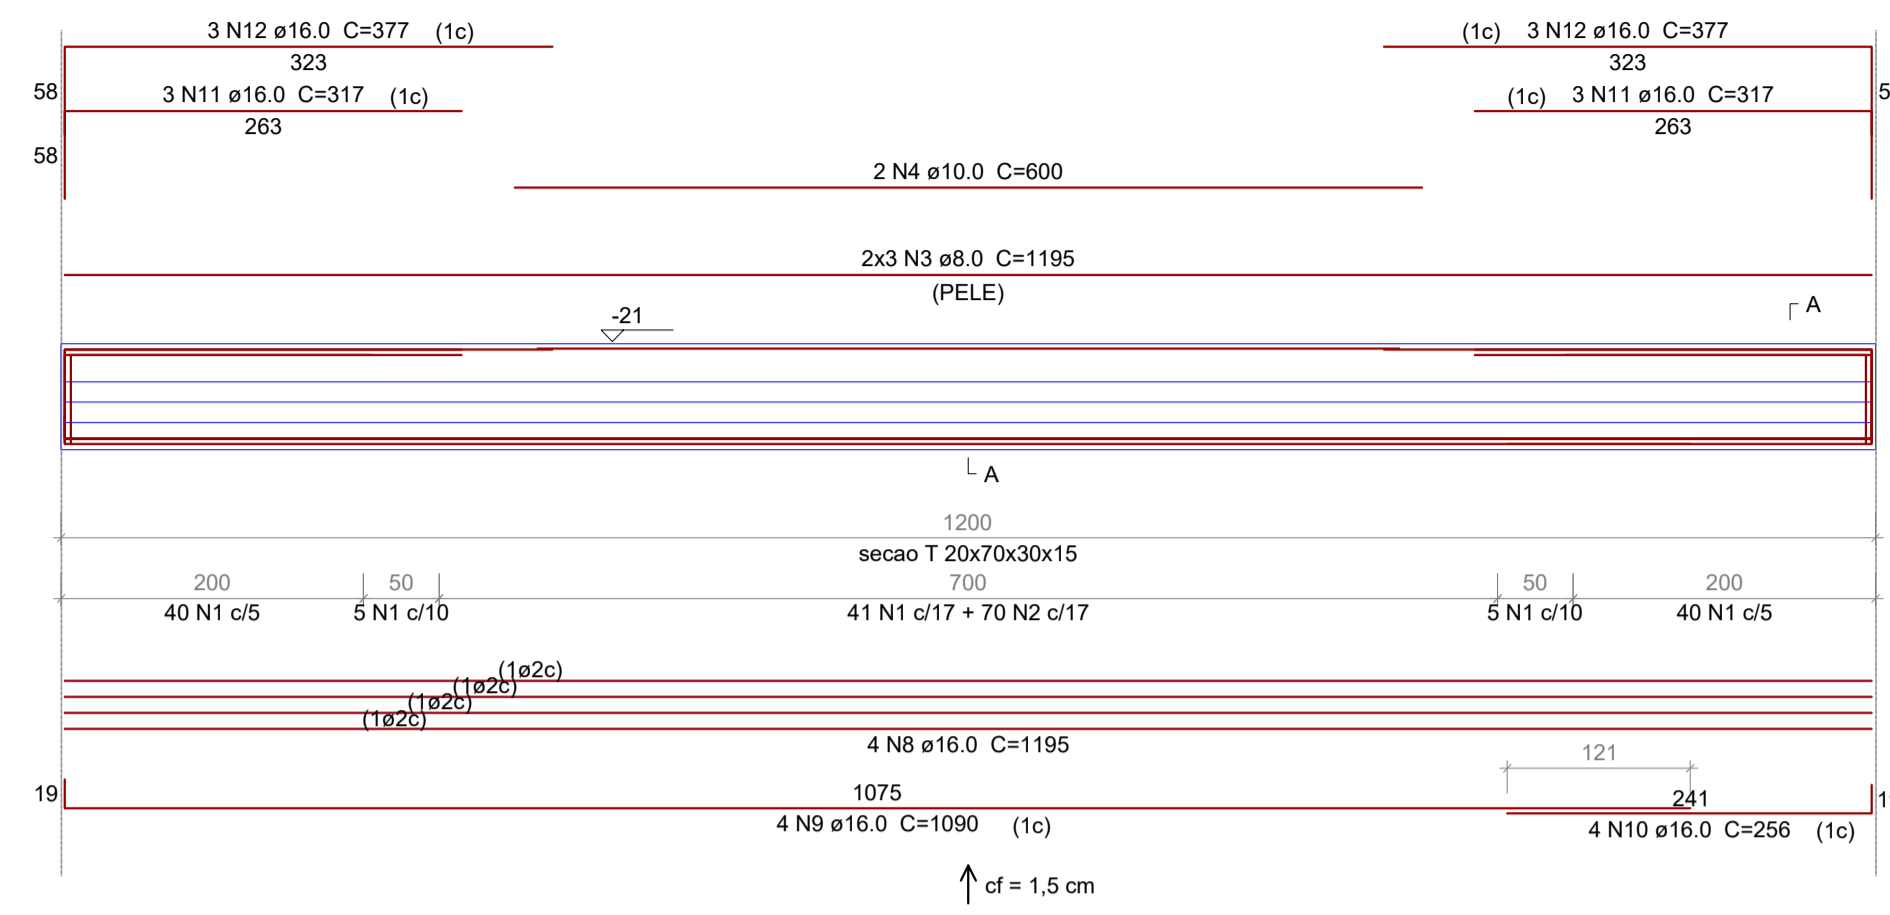 3 N12 ø16.0 C=377 (1c)
(1c) 3 N12 ø16.0 C=377
323
323
58
5
3 N11 ø16.0 C=317 (1c)
(1c) 3 N11 ø16.0 C=317
263
263
58
2 N4 ø10.0 C=600
2x3 N3 ø8.0 C=1195
(PELE)
A
-21
A
1200
secao T 20x70x30x15
200 50 700 50 200
40 N1 c/5 5 N1 c/10 41 N1 c/17 + 70 N2 c/17 5 N1 c/10 40 N1 c/5
(1ø2c)
(1ø2c)
(1ø2c)
(1ø2c)
4 N8 ø16.0 C=1195
121
19 1075 241 1
4 N9 ø16.0 C=1090 (1c)
4 N10 ø16.0 C=256 (1c)
cf = 1,5 cm